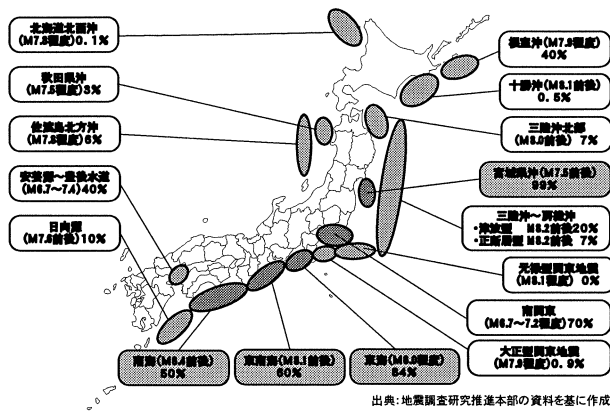 北海道北西沖
(M7.8程度)0.1%
秋田県沖
(M7.5程度)3%
佐渡島北方沖
(M7.8程度)6%
安芸灘〜豊後水道
(M6.7〜7.4)40%
日向灘
(M7.6前後)10%
南海(M8.4前後)
50%
東南海(M8.1前後)
60%
東海(M8.0程度)
84%
根室沖(M7.9程度)
40%
十勝沖(M8.1前後)
0.5%
三陸沖北部
(M8.0前後) 7%
宮城県沖(M7.5前後)
99%
三陸沖〜房総沖
・津波型 M8.2前後20%
・正断層型 M8.2前後 7%
元禄型関東地震
(M8.1程度) 0%
南関東
(M6.7〜7.2程度)70%
大正型関東地震
(M7.9程度)0.9%
出典:地震調査研究推進本部の資料を基に作成